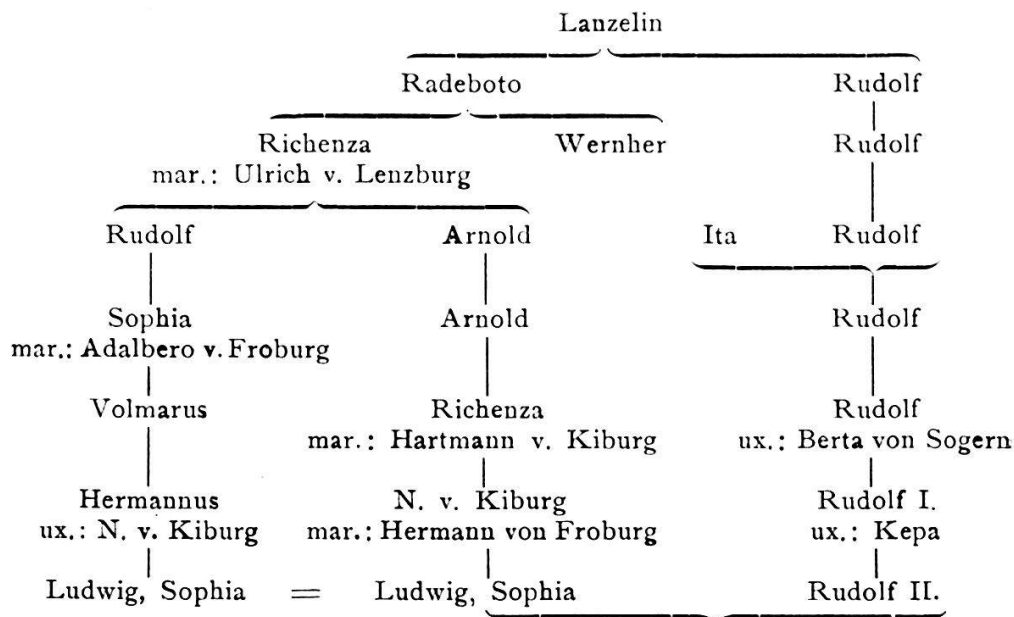 Lanzelin
Radeboto Rudolf
Richenza Wernher Rudolf
mar.: Ulrich v. Lenzburg
Rudolf Arnold Ita Rudolf
Sophia Arnold Rudolf
mar.: Adalbero v. Froburg
Volmarus Richenza Rudolf
mar.: Hartmann v. Kiburg ux.: Berta von Sogern
Hermannus N. v. Kiburg Rudolf I.
ux.: N. v. Kiburg mar.: Hermann von Froburg ux.: Kepa
Ludwig, Sophia = Ludwig, Sophia Rudolf II.